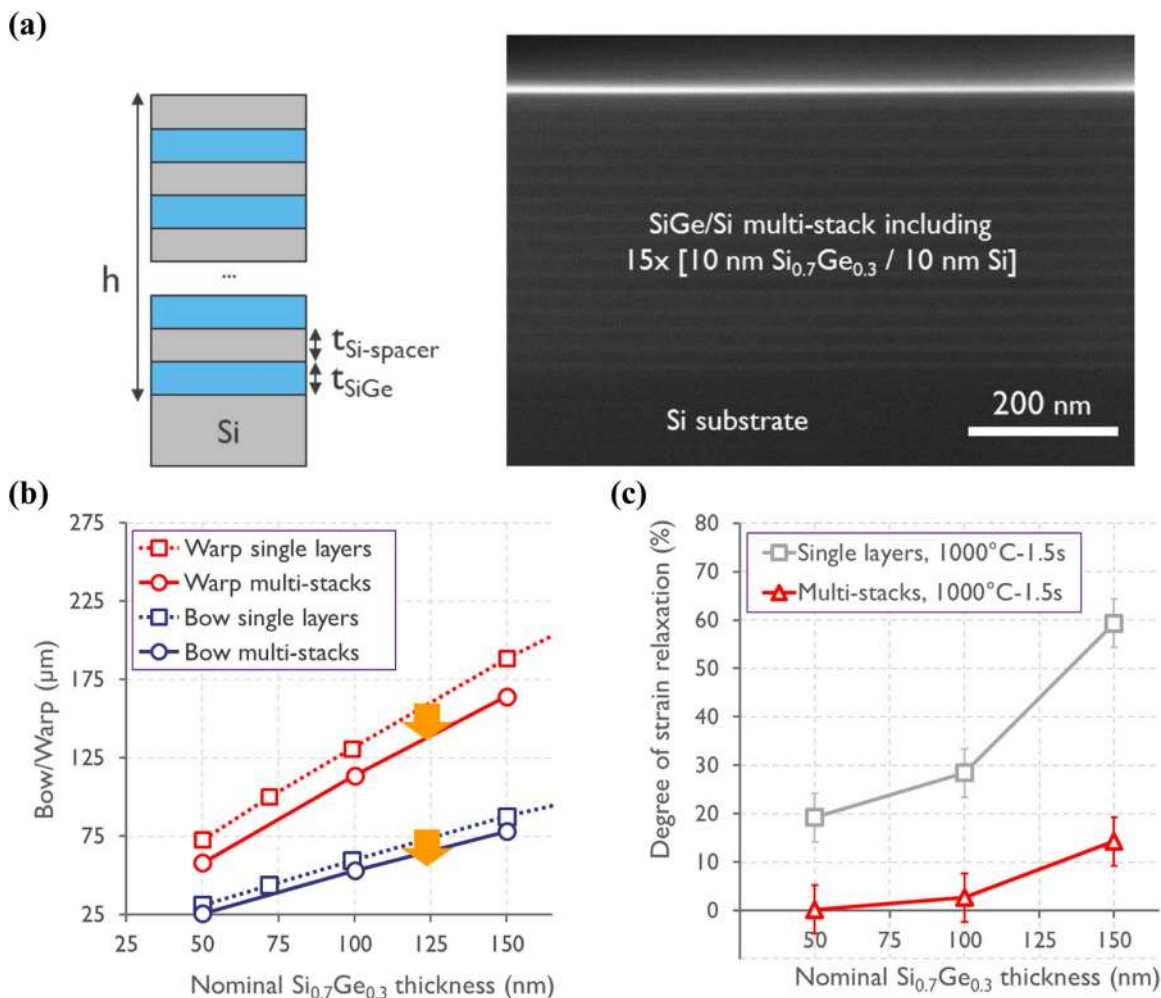 (a)
h
...
t_Si-spacer
t_SiGe
Si
SiGe/Si multi-stack including
15x [10 nm Si0.7Ge0.3 / 10 nm Si]
Si substrate
200 nm
(b)
Bow/Warp (μm)
275
225
175
125
75
25
Warp single layers
Warp multi-stacks
Bow single layers
Bow multi-stacks
25 50 75 100 125 150
Nominal Si0.7Ge0.3 thickness (nm)
(c)
Degree of strain relaxation (%)
80
70
60
50
40
30
20
10
0
Single layers, 1000°C-1.5s
Multi-stacks, 1000°C-1.5s
50 75 100 125 150
Nominal Si0.7Ge0.3 thickness (nm)